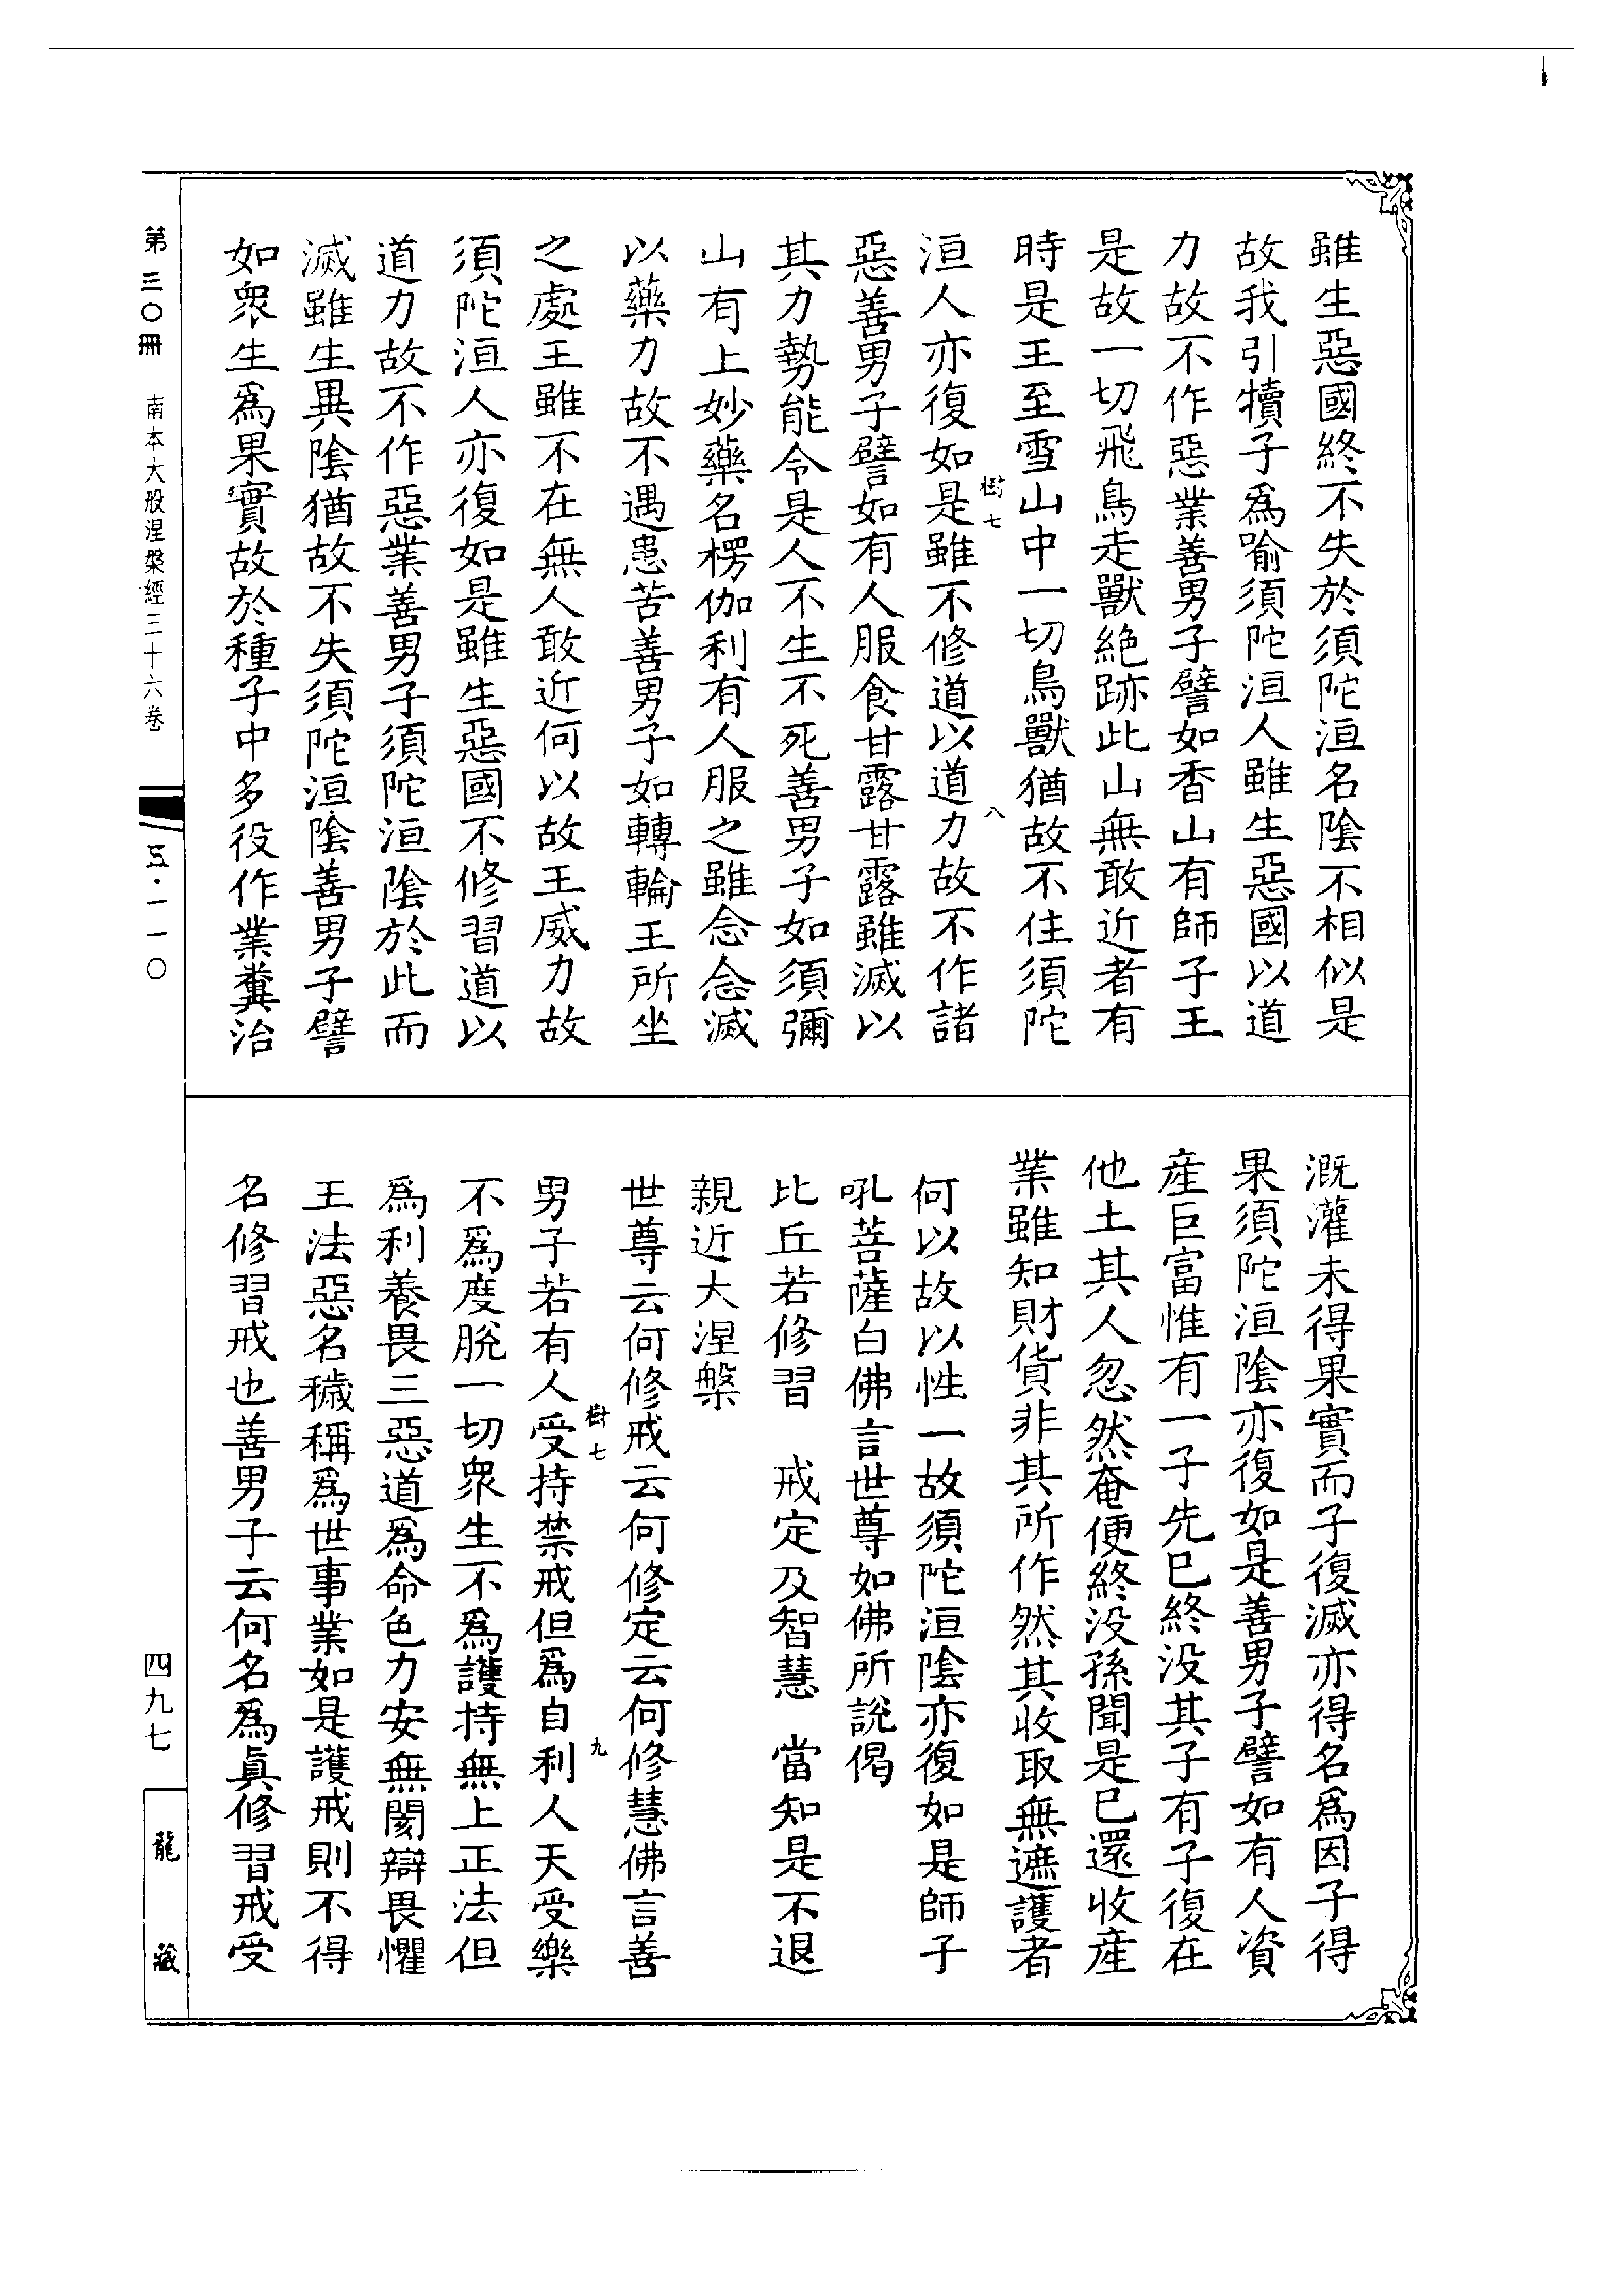 雖生惡國終不失於須陀洹名陰不相似是
故我引犢子爲喻須陀洹人雖生惡國以道
力故不作惡業善男子譬如香山有師子王
是故一切飛鳥走獸絶跡此山無敢近者有
時是王至雪山中一切鳥獸猶故不住須陀
樹七
八
洹人亦復如是雖不修道以道力故不作諸
惡善男子譬如有人服食甘露甘露雖滅以
其力勢能令是人不生不死善男子如須彌
山有上妙藥名楞伽利有人服之雖念念滅
以藥力故不遇患苦善男子如轉輪王所坐
之處王雖不在無人敢近何以故王威力故
須陀洹人亦復如是雖生惡國不修習道以
道力故不作惡業善男子須陀洹陰於此而
滅雖生異陰猶故不失須陀洹陰善男子譬
如衆生爲果實故於種子中多役作業糞治
溉灌未得果實而子復滅亦得名爲因子得
果須陀洹陰亦復如是善男子譬如有人資
産巨富惟有一子先已終没其子有子復在
他土其人忽然奄便終没孫聞是已還收産
業雖知財貨非其所作然其收取無遮護者
何以故以性一故須陀洹陰亦復如是師子
吼菩薩白佛言世尊如佛所說偈
比丘若修習　戒定及智慧　當知是不退
親近大涅槃
世尊云何修戒云何修定云何修慧佛言善
樹七
九
男子若有人受持禁戒但爲自利人天受樂
不爲度脫一切衆生不爲護持無上正法但
爲利養畏三惡道爲命色力安無閡辯畏懼
王法惡名穢稱爲世事業如是護戒則不得
名修習戒也善男子云何名爲眞修習戒受
第三〇冊　南本大般涅槃經三十六卷
五·一一〇
四九七
龍藏